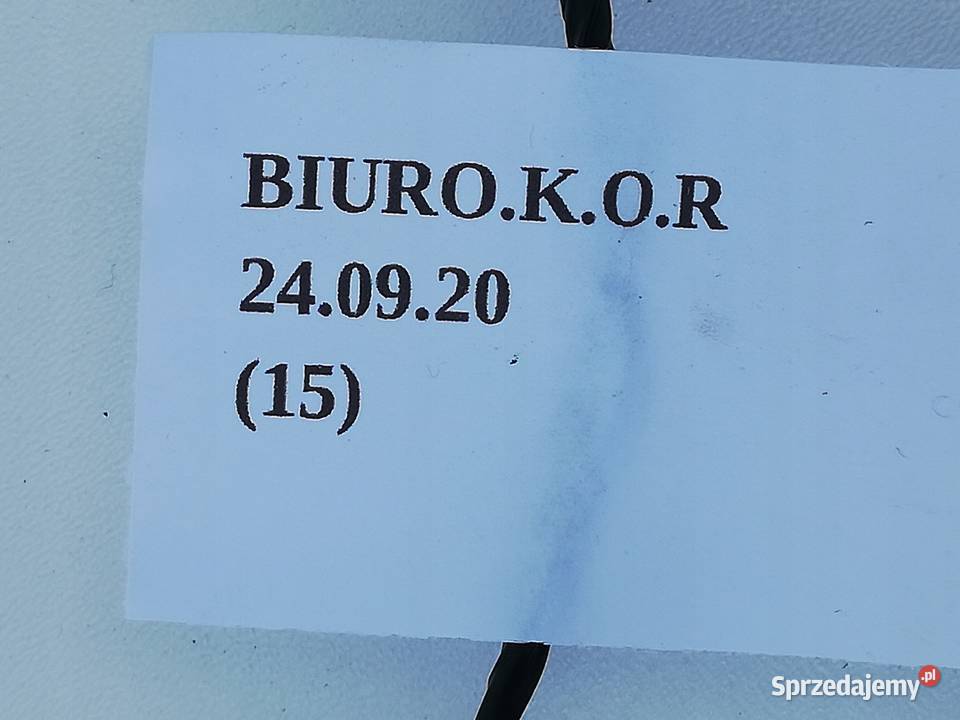 BIURO.K.O.R
24.09.20
(15)
Sprzedajemy.pl